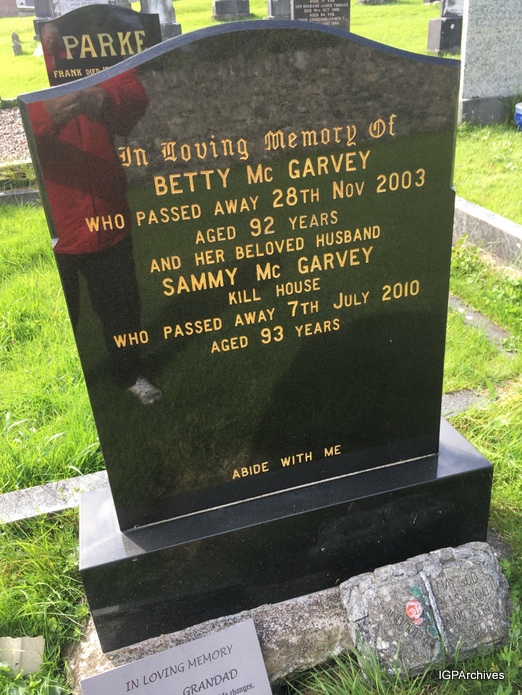 PARKE
FRANK DIED
In Loving Memory Of
BETTY Mc GARVEY
WHO PASSED AWAY 28TH NOV 2003
AGED 92 YEARS
AND HER BELOVED HUSBAND
SAMMY Mc GARVEY
KILL HOUSE
WHO PASSED AWAY 7TH JULY 2010
AGED 93 YEARS
ABIDE WITH ME
IN LOVING MEMORY
GRANDAD
changes,
IGPArchives